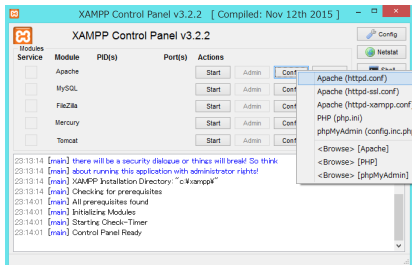 XAMPP Control Panel v3.2.2 [ Compiled: Nov 12th 2015 ]
XAMPP Control Panel v3.2.2
Config
Netstat
Modules
Service Module PID(s) Port(s) Actions
Apache Start Admin Conf
MySQL Start Admin
FileZilla Start Admin
Mercury Start Admin
Tomcat Start Admin
Apache (httpd.conf)
Apache (httpd-ssl.conf)
Apache (httpd-xampp.conf
PHP (php.ini)
phpMyAdmin (config.inc.ph
<Browse> [Apache]
<Browse> [PHP]
<Browse> [phpMyAdmin]
23:13:14 [main] there will be a security dialogue or things will break! So think
23:13:14 [main] about running this application with administrator rights!
23:13:14 [main] XAMPP Installation Directory: "c:¥xampp¥"
23:13:14 [main] Checking for prerequisites
23:14:01 [main] All prerequisites found
23:14:01 [main] Initializing Modules
23:14:01 [main] Starting Check-Timer
23:14:01 [main] Control Panel Ready